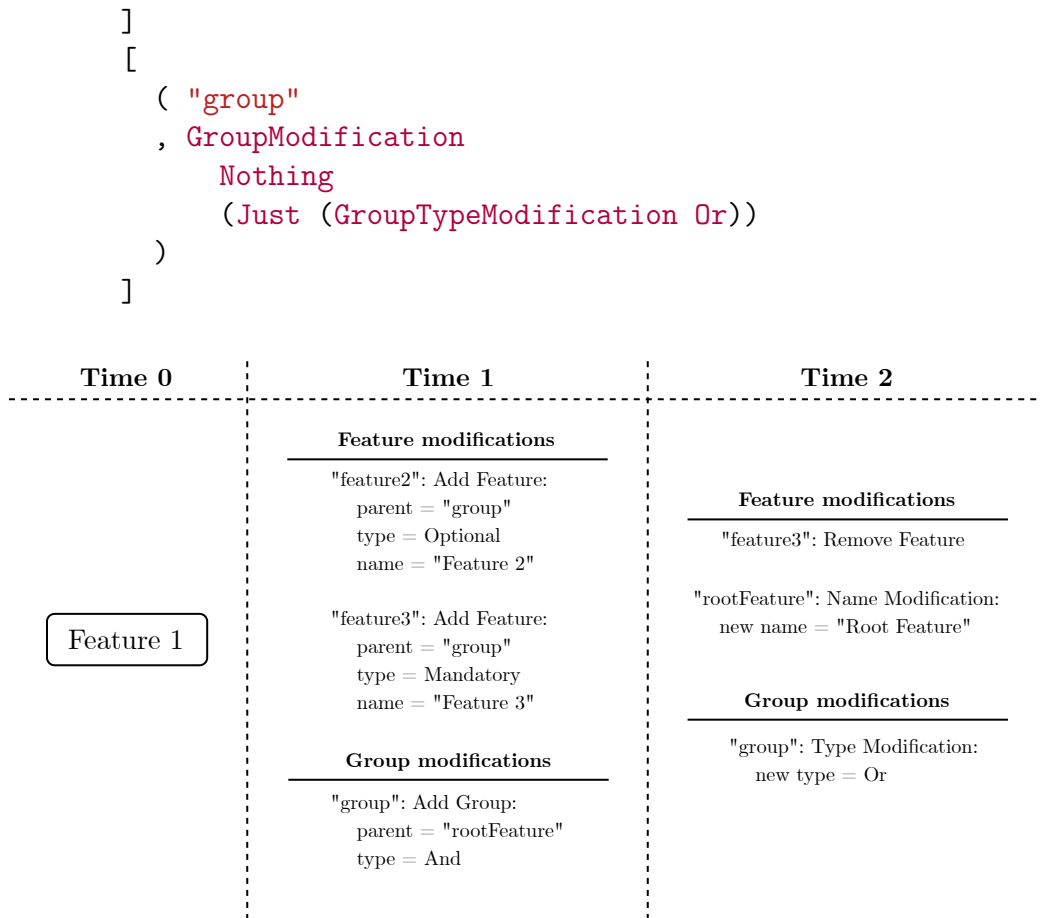 ]
[
( "group"
, GroupModification
Nothing
(Just (GroupTypeModification Or))
)
]
Time 0
Time 1
Time 2
Feature 1
Feature modifications
"feature2": Add Feature:
parent = "group"
type = Optional
name = "Feature 2"
"feature3": Add Feature:
parent = "group"
type = Mandatory
name = "Feature 3"
Group modifications
"group": Add Group:
parent = "rootFeature"
type = And
Feature modifications
"feature3": Remove Feature
"rootFeature": Name Modification:
new name = "Root Feature"
Group modifications
"group": Type Modification:
new type = Or